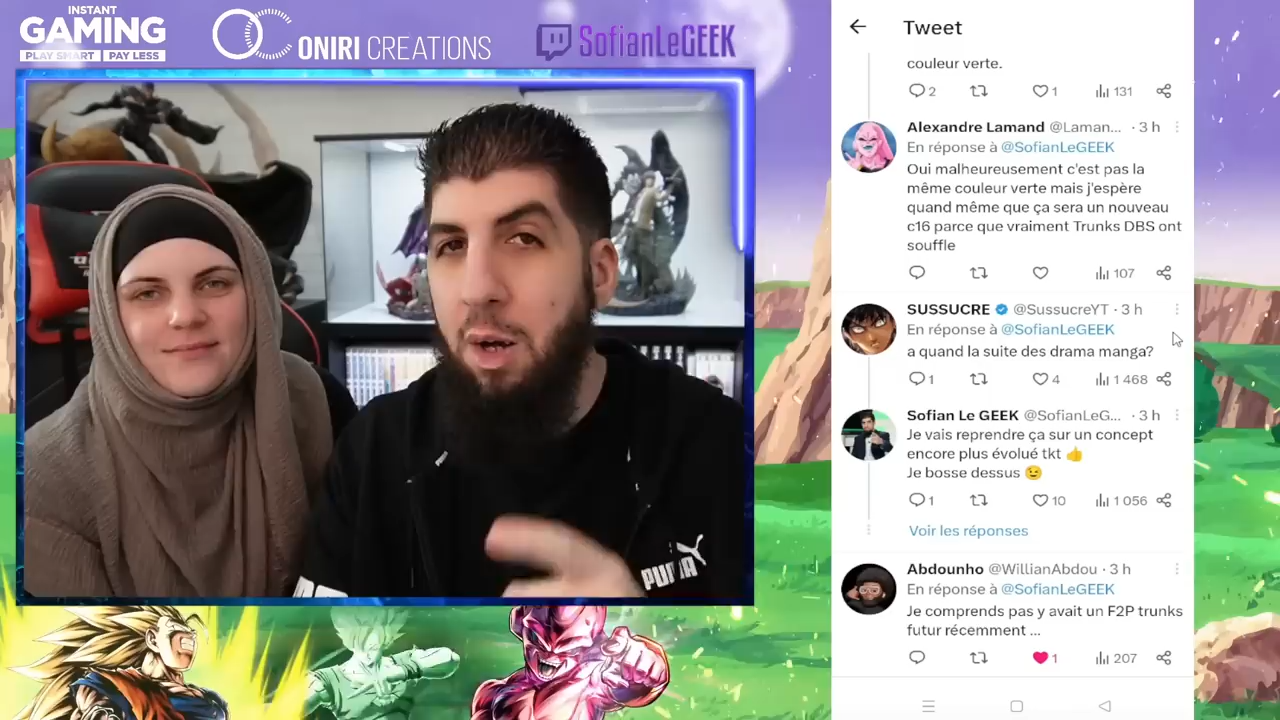 INSTANT
GAMING
PLAY SMART | PAY LESS
OC ONIRI CREATIONS
SofianLeGEEK
PUMA
Tweet
couleur verte.
2 1 131
Alexandre Lamand @Laman... · 3 h
En réponse à @SofianLeGEEK
Oui malheureusement c'est pas la
même couleur verte mais j'espère
quand même que ça sera un nouveau
c16 parce que vraiment Trunks DBS ont
souffle
107
SUSSUCRE @SussucreYT · 3 h
En réponse à @SofianLeGEEK
a quand la suite des drama manga?
1 4 1 468
Sofian Le GEEK @SofianLeG... · 3 h
Je vais reprendre ça sur un concept
encore plus évolué tkt 👍
Je bosse dessus 😉
1 10 1 056
Voir les réponses
Abdounho @WillianAbdou · 3 h
En réponse à @SofianLeGEEK
Je comprends pas y avait un F2P trunks
futur récemment ...
1 207